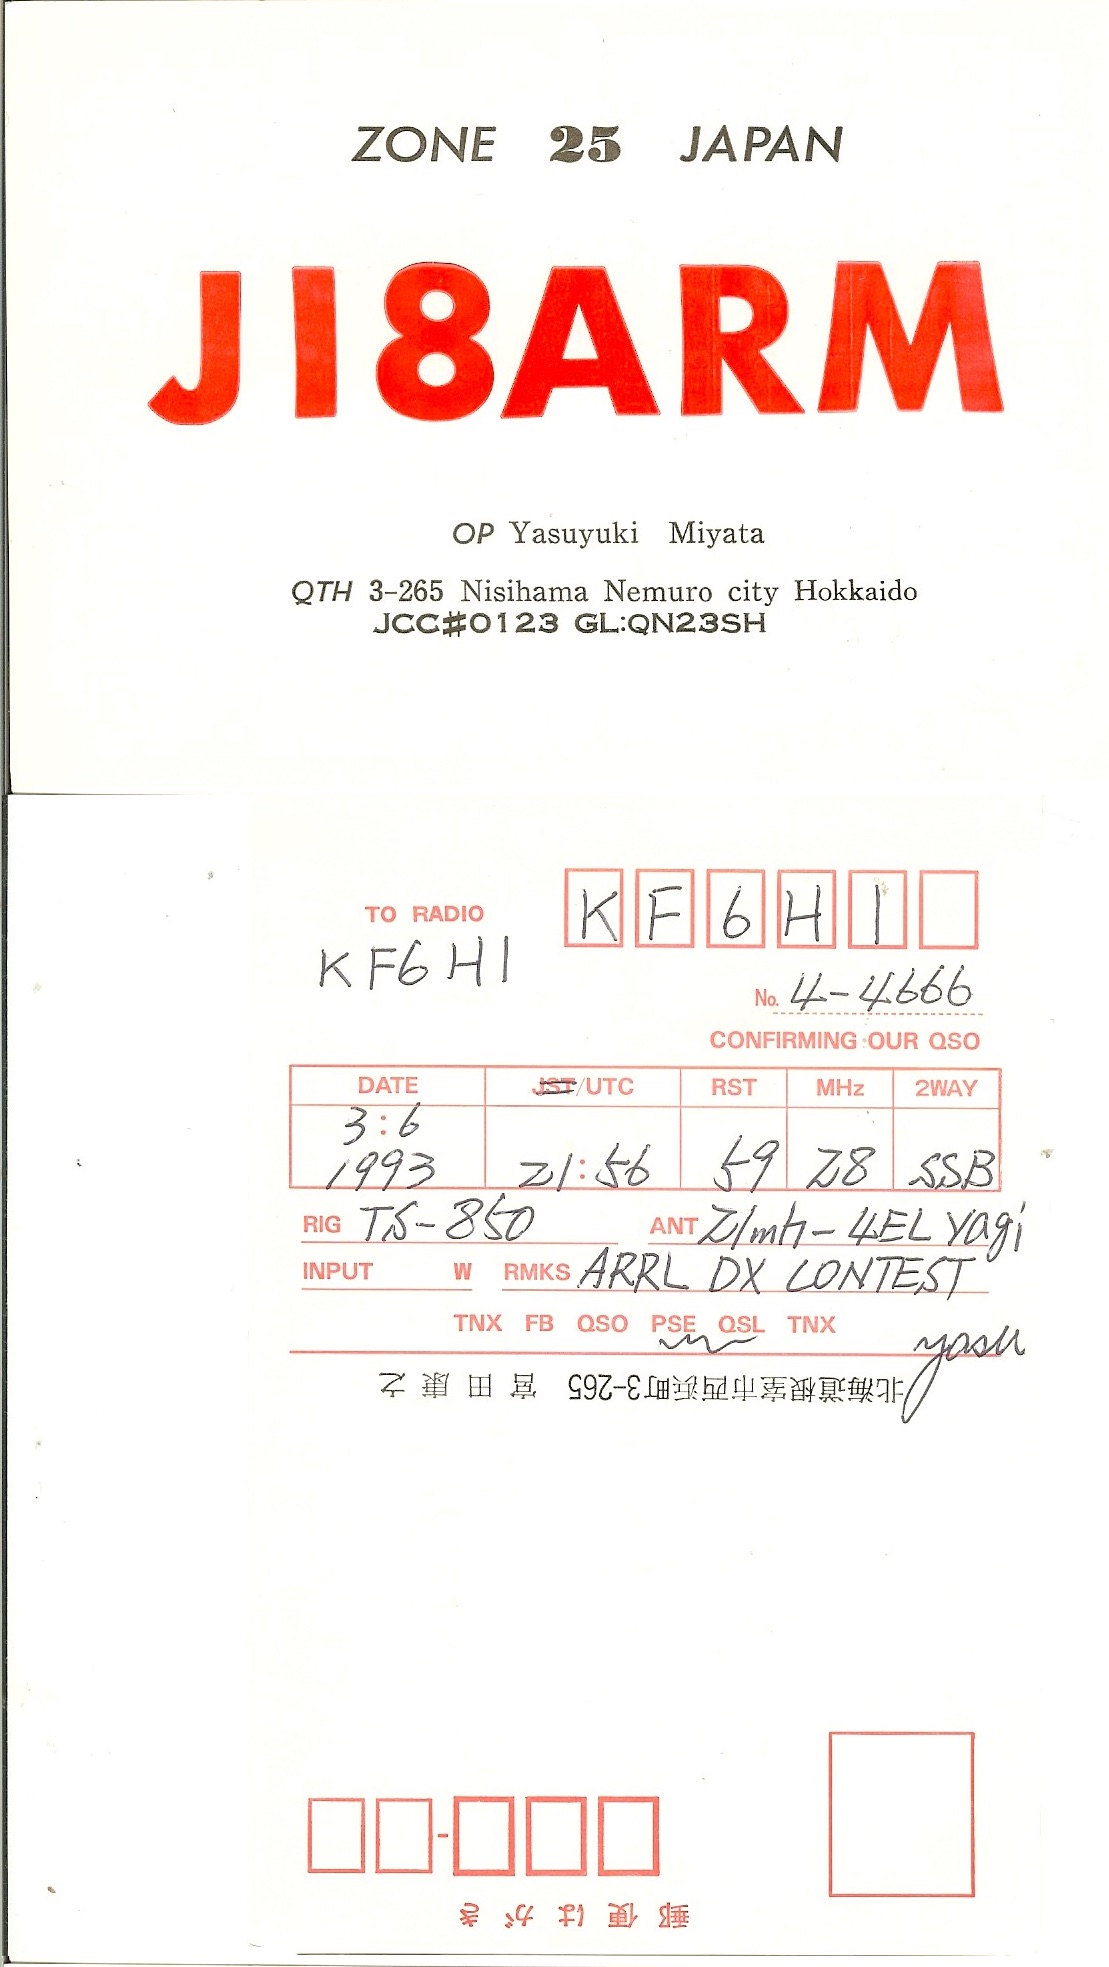 ZONE 25 JAPAN
JI8ARM
OP Yasuyuki Miyata
QTH 3-265 Nisihama Nemuro city Hokkaido
JCC#0123 GL:QN23SH
TO RADIO
KF6HI
KF6HI
No. 4-4666
CONFIRMING OUR QSO
DATE JST/UTC RST MHz 2WAY
3:6
1993 21:56 59 28 SSB
RIG TS-850 ANT 21mh-4EL yagi
INPUT W RMKS ARRL DX CONTEST
TNX FB QSO PSE QSL TNX
yasu
北海道根室市西浜町3-265 宮田康之
郵便はがき